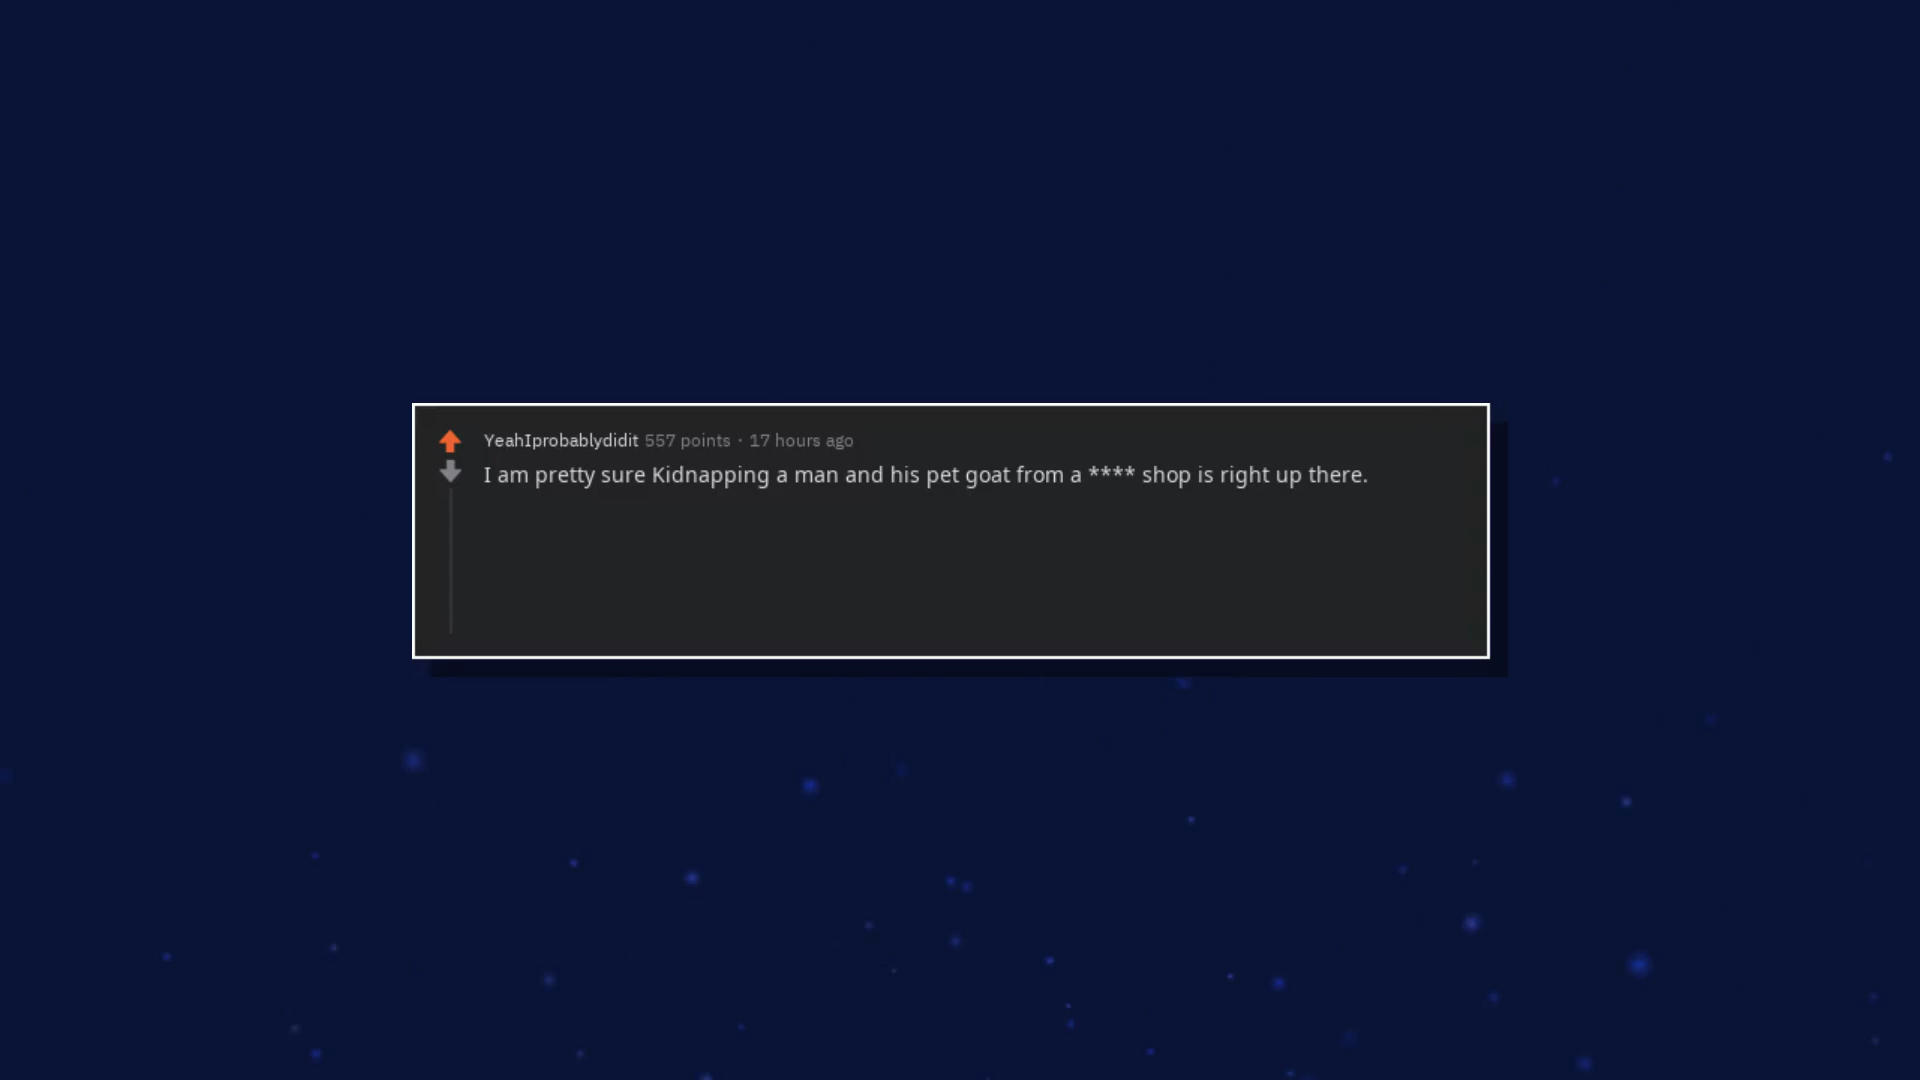 YeahIprobablydidit 557 points · 17 hours ago
I am pretty sure Kidnapping a man and his pet goat from a **** shop is right up there.